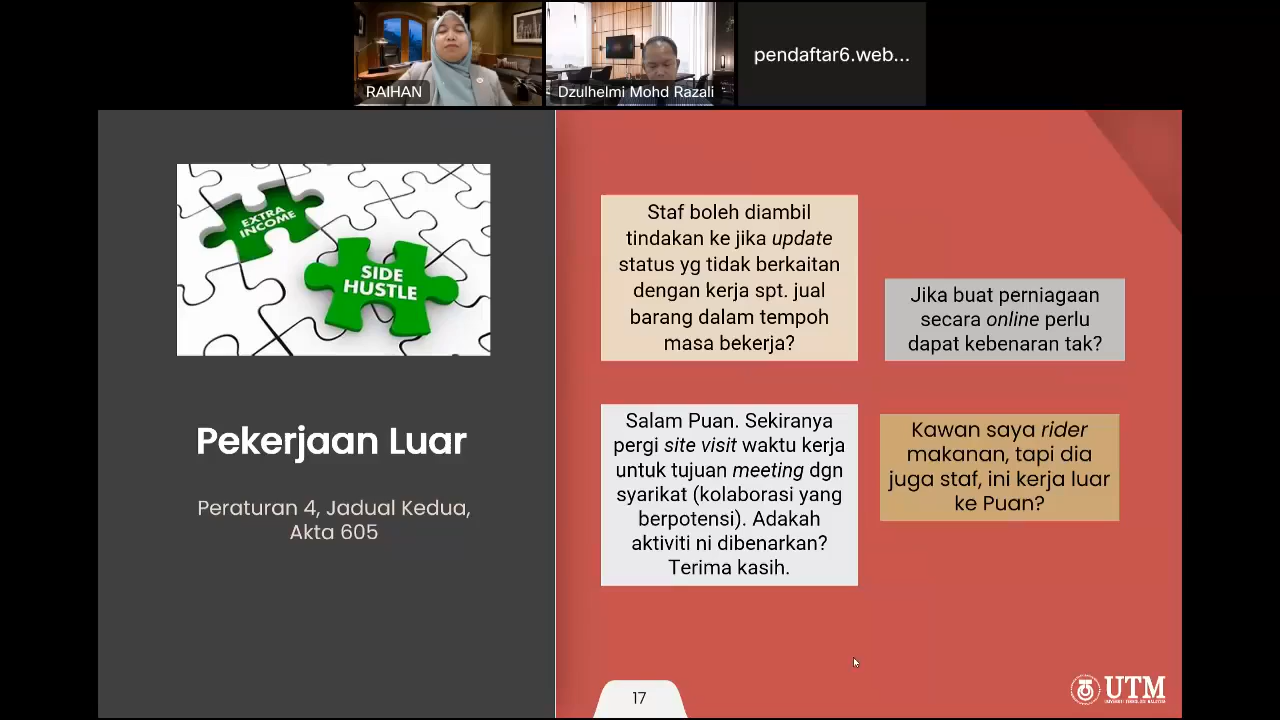 RAIHAN
Dzulhelmi Mohd Razali
pendaftar6.web...
EXTRA
INCOME
SIDE
HUSTLE
Pekerjaan Luar
Peraturan 4, Jadual Kedua,
Akta 605
Staf boleh diambil
tindakan ke jika update
status yg tidak berkaitan
dengan kerja spt. jual
barang dalam tempoh
masa bekerja?
Jika buat perniagaan
secara online perlu
dapat kebenaran tak?
Salam Puan. Sekiranya
pergi site visit waktu kerja
untuk tujuan meeting dgn
syarikat (kolaborasi yang
berpotensi). Adakah
aktiviti ni dibenarkan?
Terima kasih.
Kawan saya rider
makanan, tapi dia
juga staf, ini kerja luar
ke Puan?
17
UTM